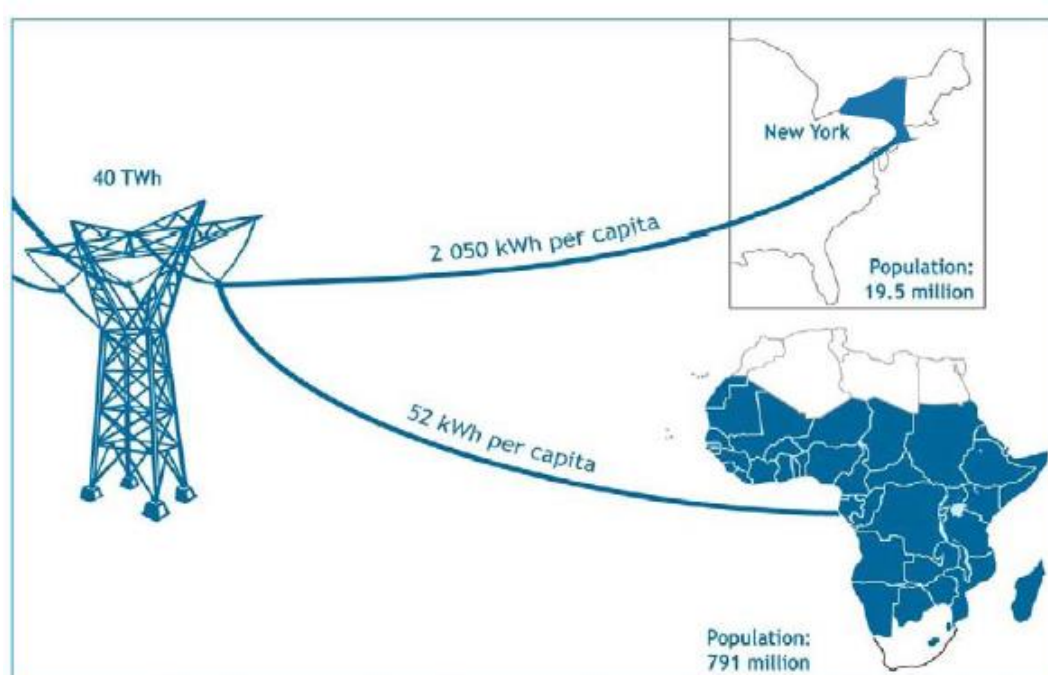 40 TWh
New York
2 050 kWh per capita
Population:
19.5 million
52 kWh per capita
Population:
791 million